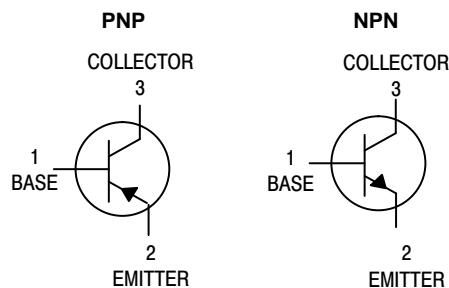 PNP
COLLECTOR
3
1
BASE
2
EMITTER
NPN
COLLECTOR
3
1
BASE
2
EMITTER